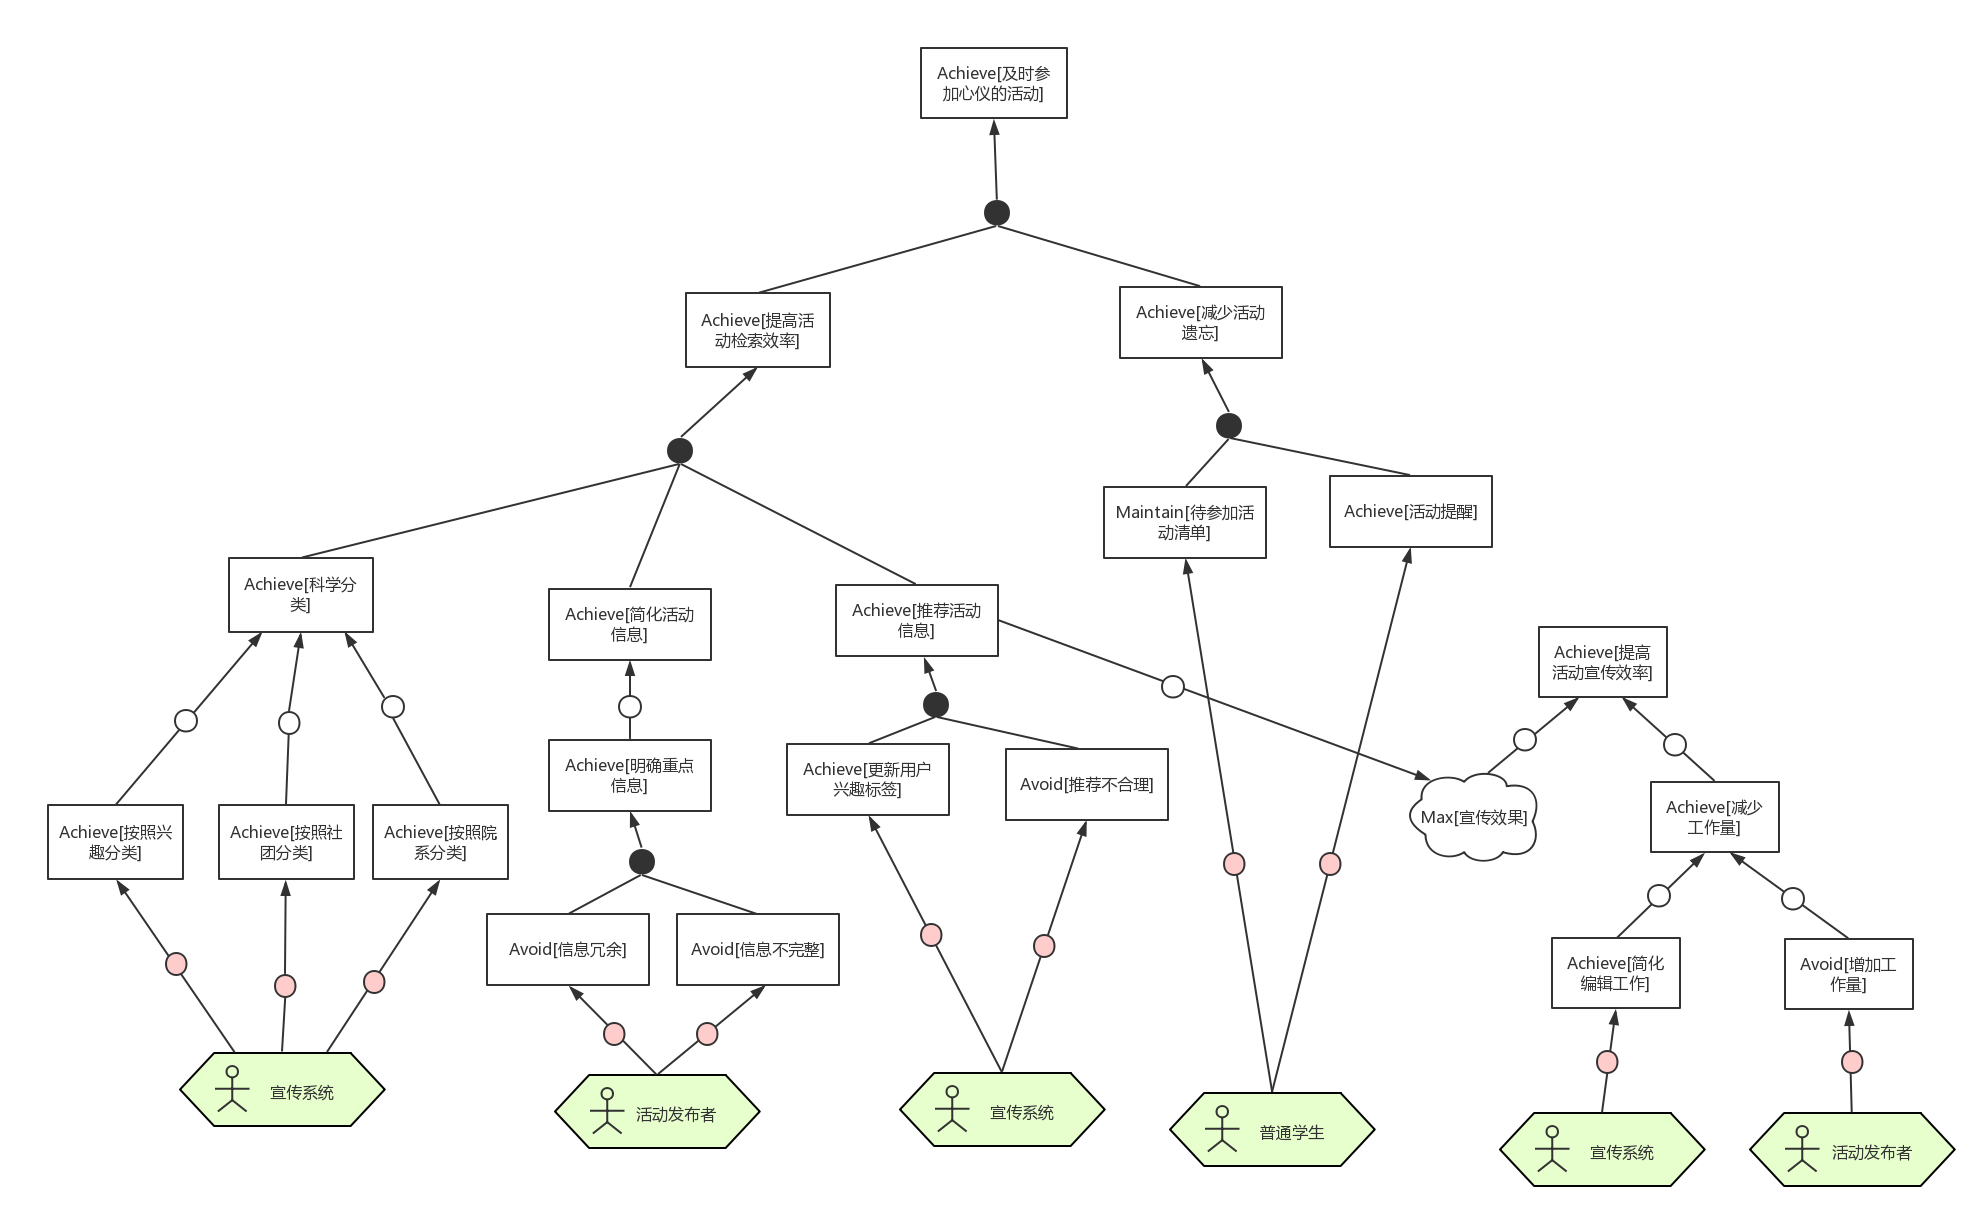 Achieve[及时参
加心仪的活动]
Achieve[提高活
动检索效率]
Achieve[减少活动
遗忘]
Maintain[待参加活
动清单]
Achieve[活动提醒]
Achieve[科学分
类]
Achieve[简化活动
信息]
Achieve[推荐活动
信息]
Achieve[提高
活动宣传效率]
Achieve[明确重点
信息]
Achieve[更新用户
兴趣标签]
Avoid[推荐不合理]
Max[宣传效果]
Achieve[减少
工作量]
Achieve[按照兴
趣分类]
Achieve[按照社
团分类]
Achieve[按照院
系分类]
Avoid[信息冗余]
Avoid[信息不完整]
Achieve[简化
编辑工作]
Avoid[增加工
作量]
宣传系统
活动发布者
宣传系统
普通学生
宣传系统
活动发布者